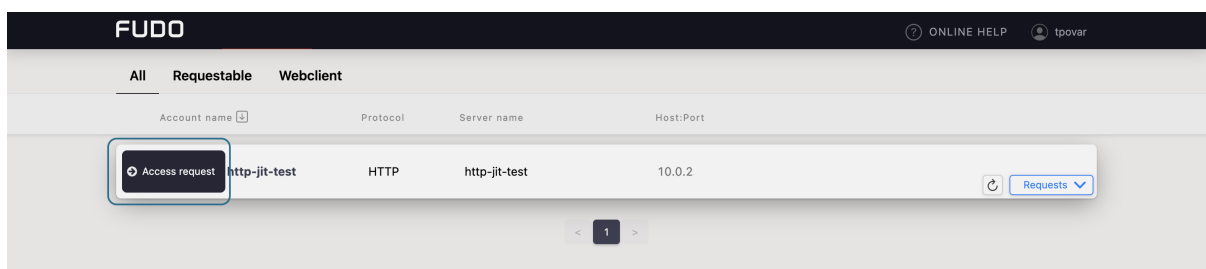 FUDO
? ONLINE HELP tpovar
All Requestable Webclient
Account name Protocol Server name Host:Port
Access request http-jit-test HTTP http-jit-test 10.0.2
Requests
< 1 >